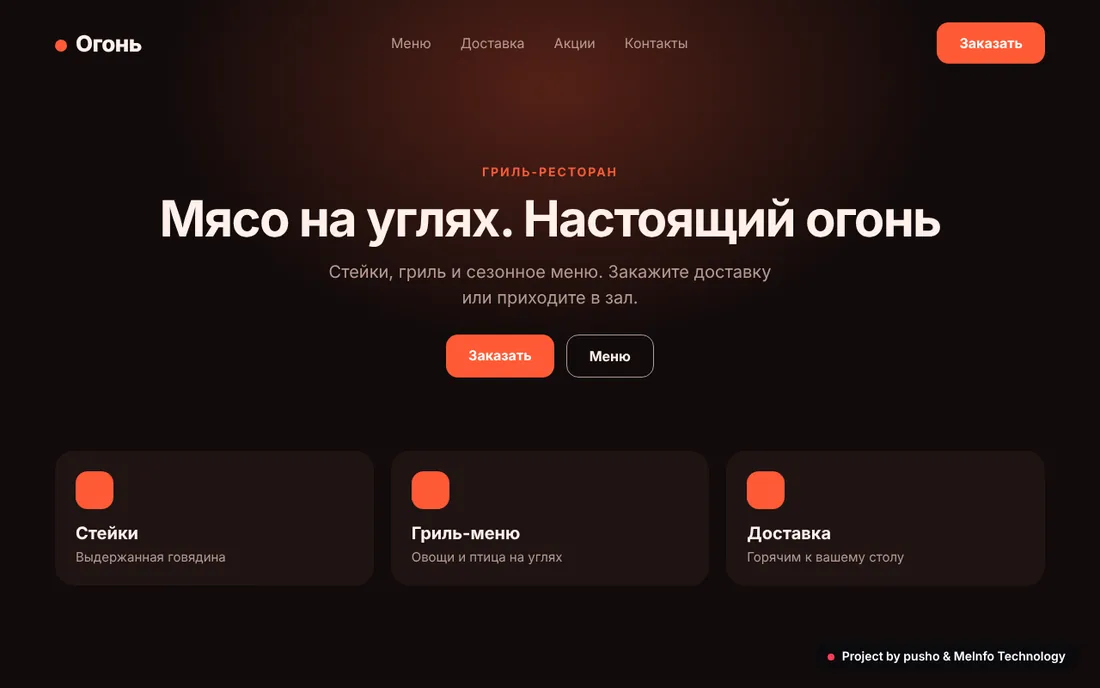 Огонь
Меню
Доставка
Акции
Контакты
Заказать
ГРИЛЬ-РЕСТОРАН
Мясо на углях. Настоящий огонь
Стейки, гриль и сезонное меню. Закажите доставку
или приходите в зал.
Заказать
Меню
Стейки
Выдержанная говядина
Гриль-меню
Овощи и птица на углях
Доставка
Горячим к вашему столу
Project by pusho & MeInfo Technology